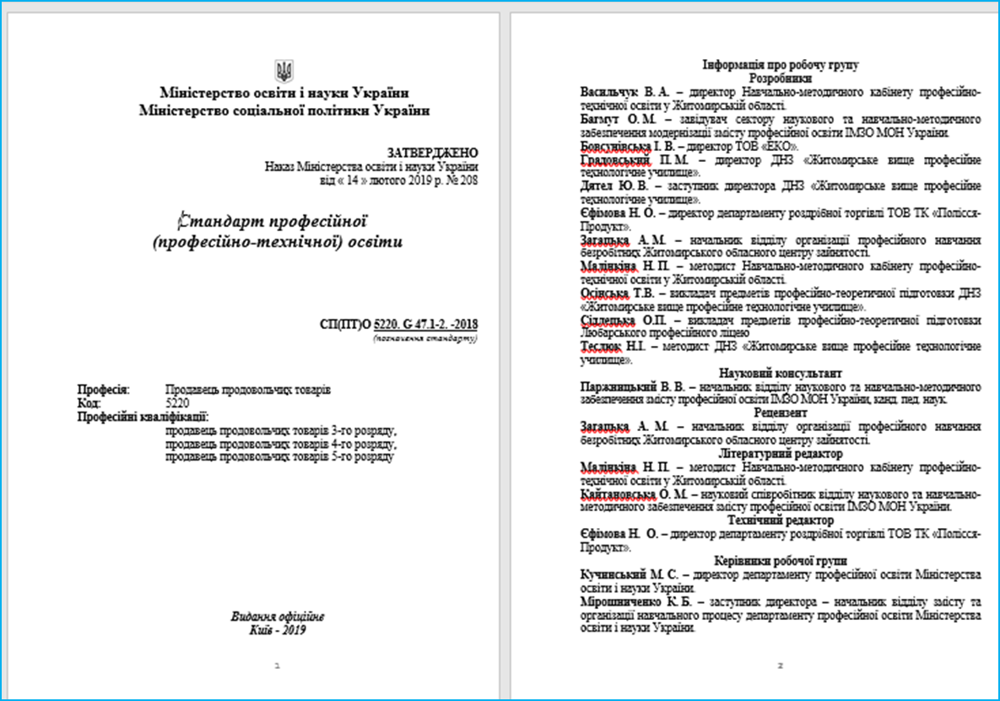 Міністерство освіти і науки України
Міністерство соціальної політики України
ЗАТВЕРДЖЕНО
Наказ Міністерства освіти і науки України
від « 14 » лютого 2019 р. № 208
Стандарт професійної
(професійно-технічної) освіти
СП(ПТ)О 5220. G 47.1-2. -2018
(позначення стандарту)
Професія: Продавець продовольчих товарів
Код: 5220
Професійні кваліфікації:
продавець продовольчих товарів 3-го розряду,
продавець продовольчих товарів 4-го розряду,
продавець продовольчих товарів 5-го розряду
Видання офіційне
Київ - 2019
1
Інформація про робочу групу
Розробники
Васильчук В. А. – директор Навчально-методичного кабінету професійно-
технічної освіти у Житомирській області.
Багмут О. М. – завідувач сектору наукового та навчально-методичного
забезпечення модернізації змісту професійної освіти ІМЗО МОН України.
Бовсунівська І. В. – директор ТОВ «ЕКО».
Градовський П. М. – директор ДНЗ «Житомирське вище професійне
технологічне училище».
Дятел Ю. В. – заступник директора ДНЗ «Житомирське вище професійне
технологічне училище».
Єфімова Н. О. – директор департаменту роздрібної торгівлі ТОВ ТК «Полісся-
Продукт».
Загацька А. М. – начальник відділу організації професійного навчання
безробітних Житомирського обласного центру зайнятості.
Малінкіна Н. П. – методист Навчально-методичного кабінету професійно-
технічної освіти у Житомирській області.
Осінська Т.В. – викладач предметів професійно-теоретичної підготовки ДНЗ
«Житомирське вище професійне технологічне училище».
Сідлецька О.П. – викладач предметів професійно-теоретичної підготовки
Любарського професійного ліцею
Теслюк Н.І. – методист ДНЗ «Житомирське вище професійне технологічне
училище».
Науковий консультант
Паржницький В. В. – начальник відділу наукового та навчально-методичного
забезпечення змісту професійної освіти ІМЗО МОН України, канд. пед. наук.
Рецензент
Загацька А. М. – начальник відділу організації професійного навчання
безробітних Житомирського обласного центру зайнятості.
Літературний редактор
Малінкіна Н. П. – методист Навчально-методичного кабінету професійно-
технічної освіти у Житомирській області.
Кайтановська О. М. – науковий співробітник відділу наукового та навчально-
методичного забезпечення змісту професійної освіти ІМЗО МОН України.
Технічний редактор
Єфімова Н. О. – директор департаменту роздрібної торгівлі ТОВ ТК «Полісся-
Продукт».
Керівники робочої групи
Кучинський М. С. – директор департаменту професійної освіти Міністерства
освіти і науки України.
Мірошниченко К. Б. – заступник директора – начальник відділу змісту та
організації навчального процесу департаменту професійної освіти Міністерства
освіти і науки України.
2